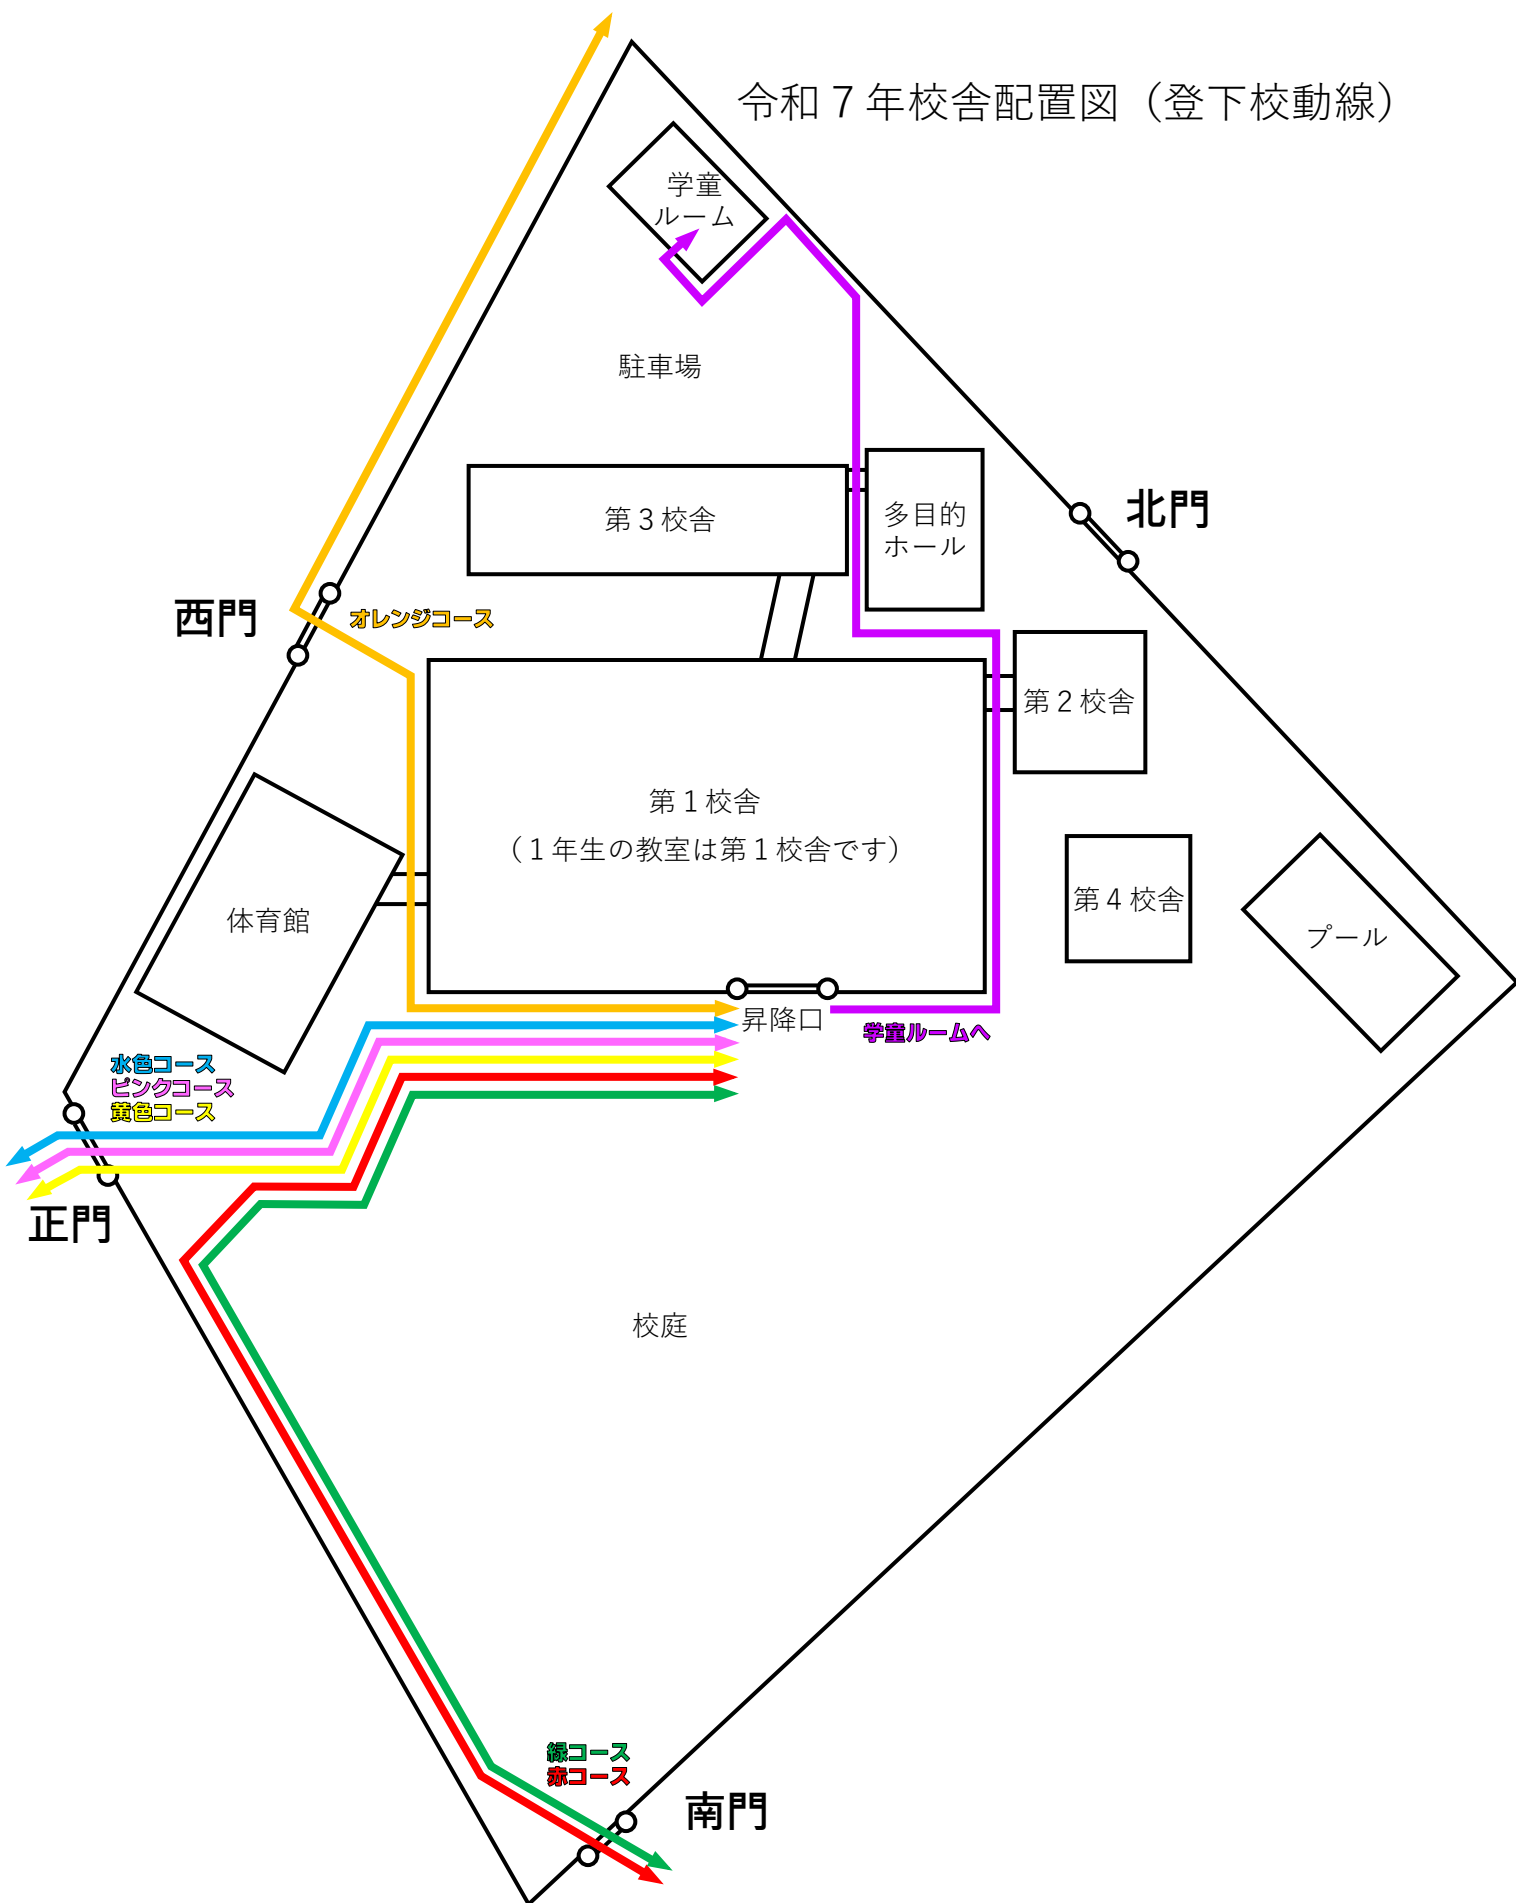 令和７年校舎配置図（登下校動線）
学童
ルーム
駐車場
第３校舎
多目的
ホール
北門
西門
オレンジコース
第２校舎
第１校舎
（１年生の教室は第１校舎です）
体育館
第４校舎
プール
昇降口
学童ルームへ
水色コース
ピンクコース
黄色コース
正門
校庭
緑コース
赤コース
南門